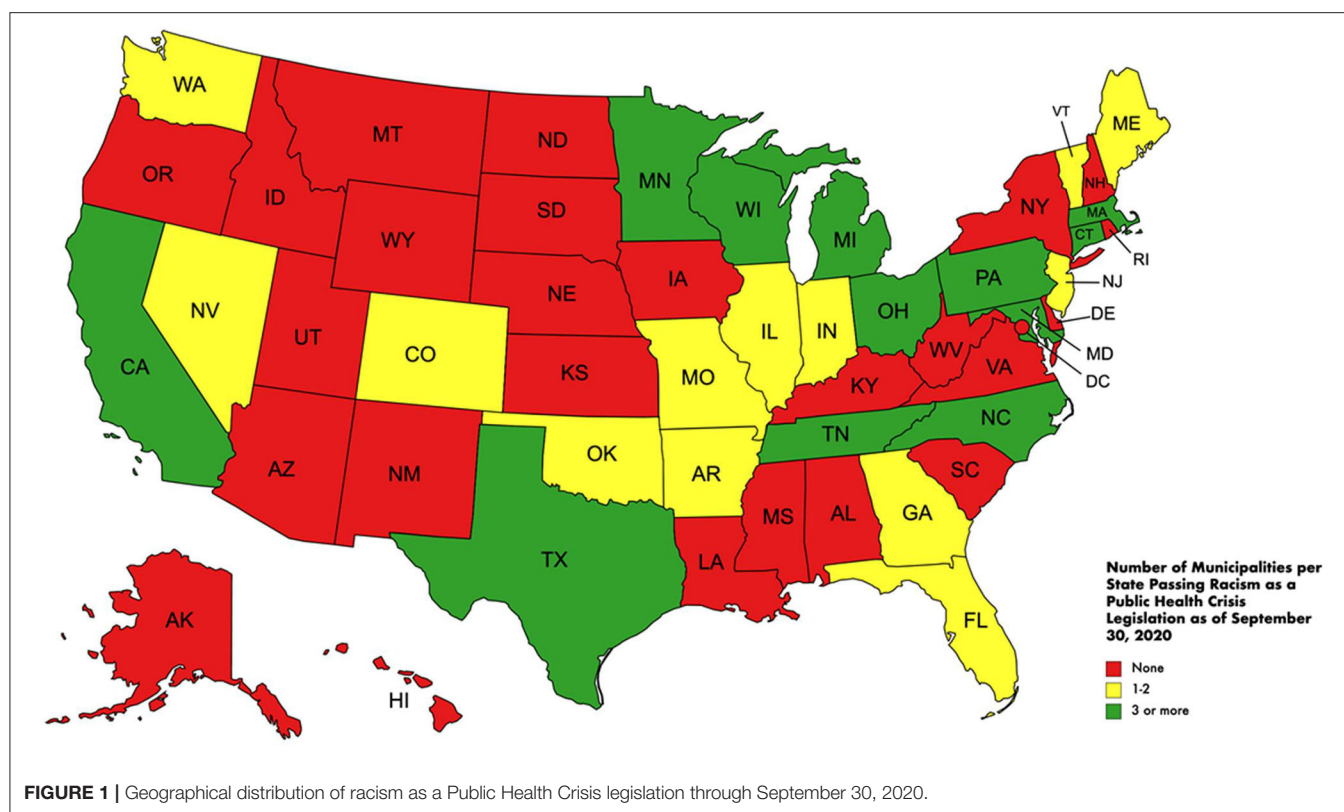 WA
MT
ND
MN
VT
ME
OR
ID
SD
WI
MI
NY
NH
MA
CT
RI
WY
IA
PA
NJ
NE
NV
UT
CO
IL
IN
OH
DE
MD
DC
WV
VA
CA
KS
MO
KY
AZ
NM
OK
AR
TN
NC
SC
TX
LA
MS
AL
GA
FL
AK
HI
Number of Municipalities per
State Passing Racism as a
Public Health Crisis
Legislation as of September
30, 2020
None
1-2
3 or more
FIGURE 1 | Geographical distribution of racism as a Public Health Crisis legislation through September 30, 2020.